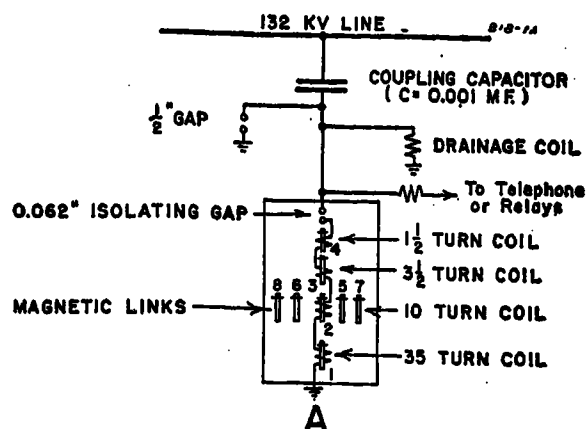 132 KV LINE
818-1A
COUPLING CAPACITOR
(C=0.001 MF.)
1/2" GAP
DRAINAGE COIL
To Telephone
or Relays
0.062" ISOLATING GAP
1 1/2 TURN COIL
4
3 1/2 TURN COIL
8 6 3 5 7
MAGNETIC LINKS
10 TURN COIL
2
35 TURN COIL
1
A